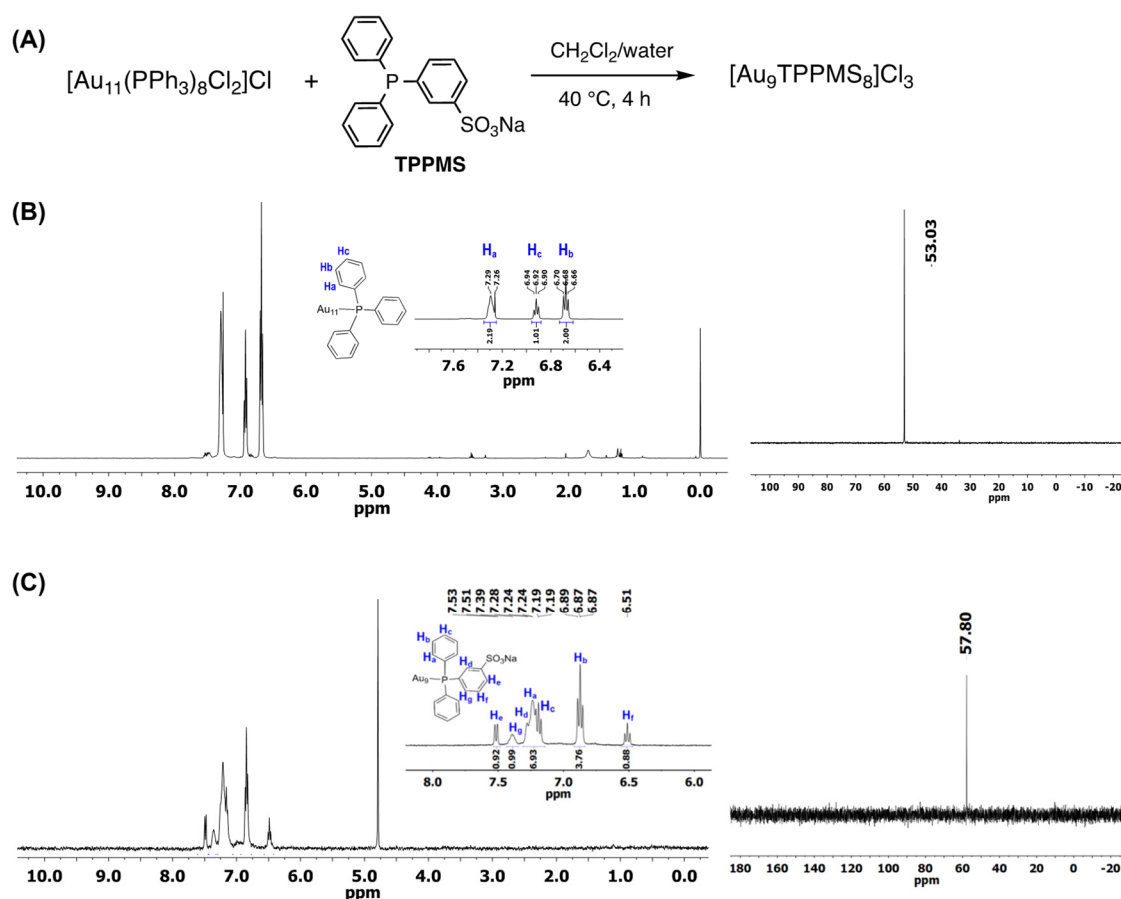 (A)
[Au11(PPh3)8Cl2]Cl
+
P
SO3Na
TPPMS
CH2Cl2/water
40 °C, 4 h
[Au9TPPMS8]Cl3
(B)
Hc
Hb
Ha
Au11
P
Ha Hc Hb
7.29 7.26 6.94 6.92 6.90 6.70 6.68 6.66
2.19 1.01 2.00
7.6 7.2 6.8 6.4
ppm
10.0 9.0 8.0 7.0 6.0 5.0 4.0 3.0 2.0 1.0 0.0
ppm
-53.03
100 90 80 70 60 50 40 30 20 10 0 -10 -20
ppm
(C)
7.53 7.51 7.39 7.28 7.24 7.24 7.19 7.19 6.89 6.87 6.87 -6.51
Hc
Hb
Ha
Hd
SO3Na
Au9
P
He
Hg Hf
He Hg Hd Ha Hc Hb Hf
0.92 0.99 6.93 3.76 0.88
8.0 7.5 7.0 6.5 6.0
ppm
10.0 9.0 8.0 7.0 6.0 5.0 4.0 3.0 2.0 1.0 0.0
ppm
-57.80
180 160 140 120 100 80 60 40 20 0 -20
ppm